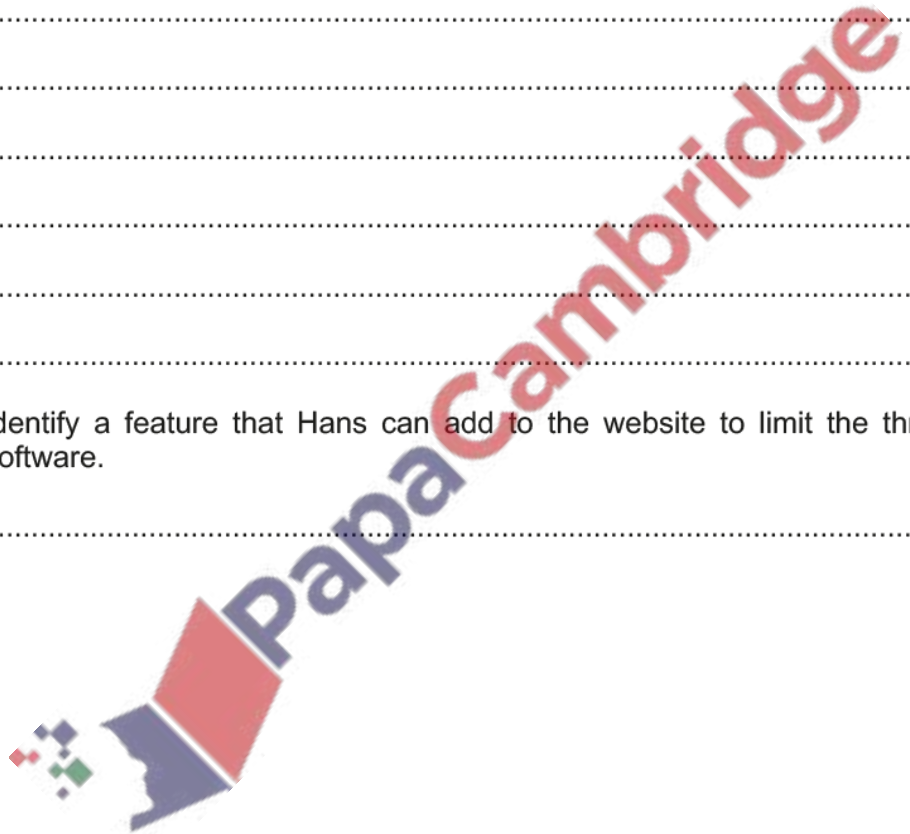 dentify a feature that Hans can add to the website to limit the thr
oftware.
PapaCambridge